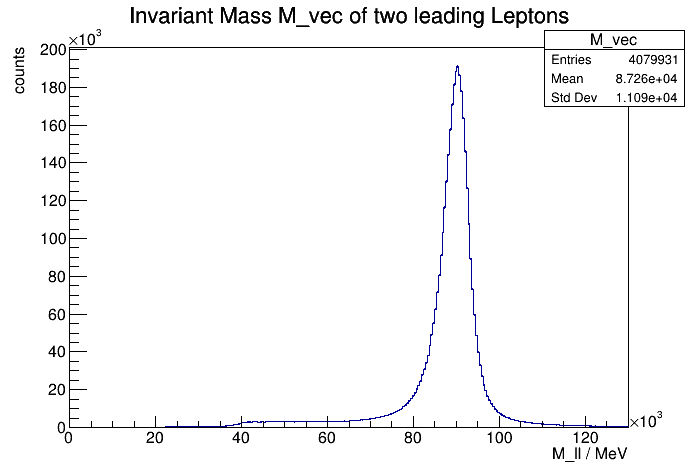 Invariant Mass M_vec of two leading Leptons
×10³
counts
200
180
160
140
120
100
80
60
40
20
0
M_vec
Entries 4079931
Mean 8.726e+04
Std Dev 1.109e+04
0 20 40 60 80 100 120
×10³
M_ll / MeV